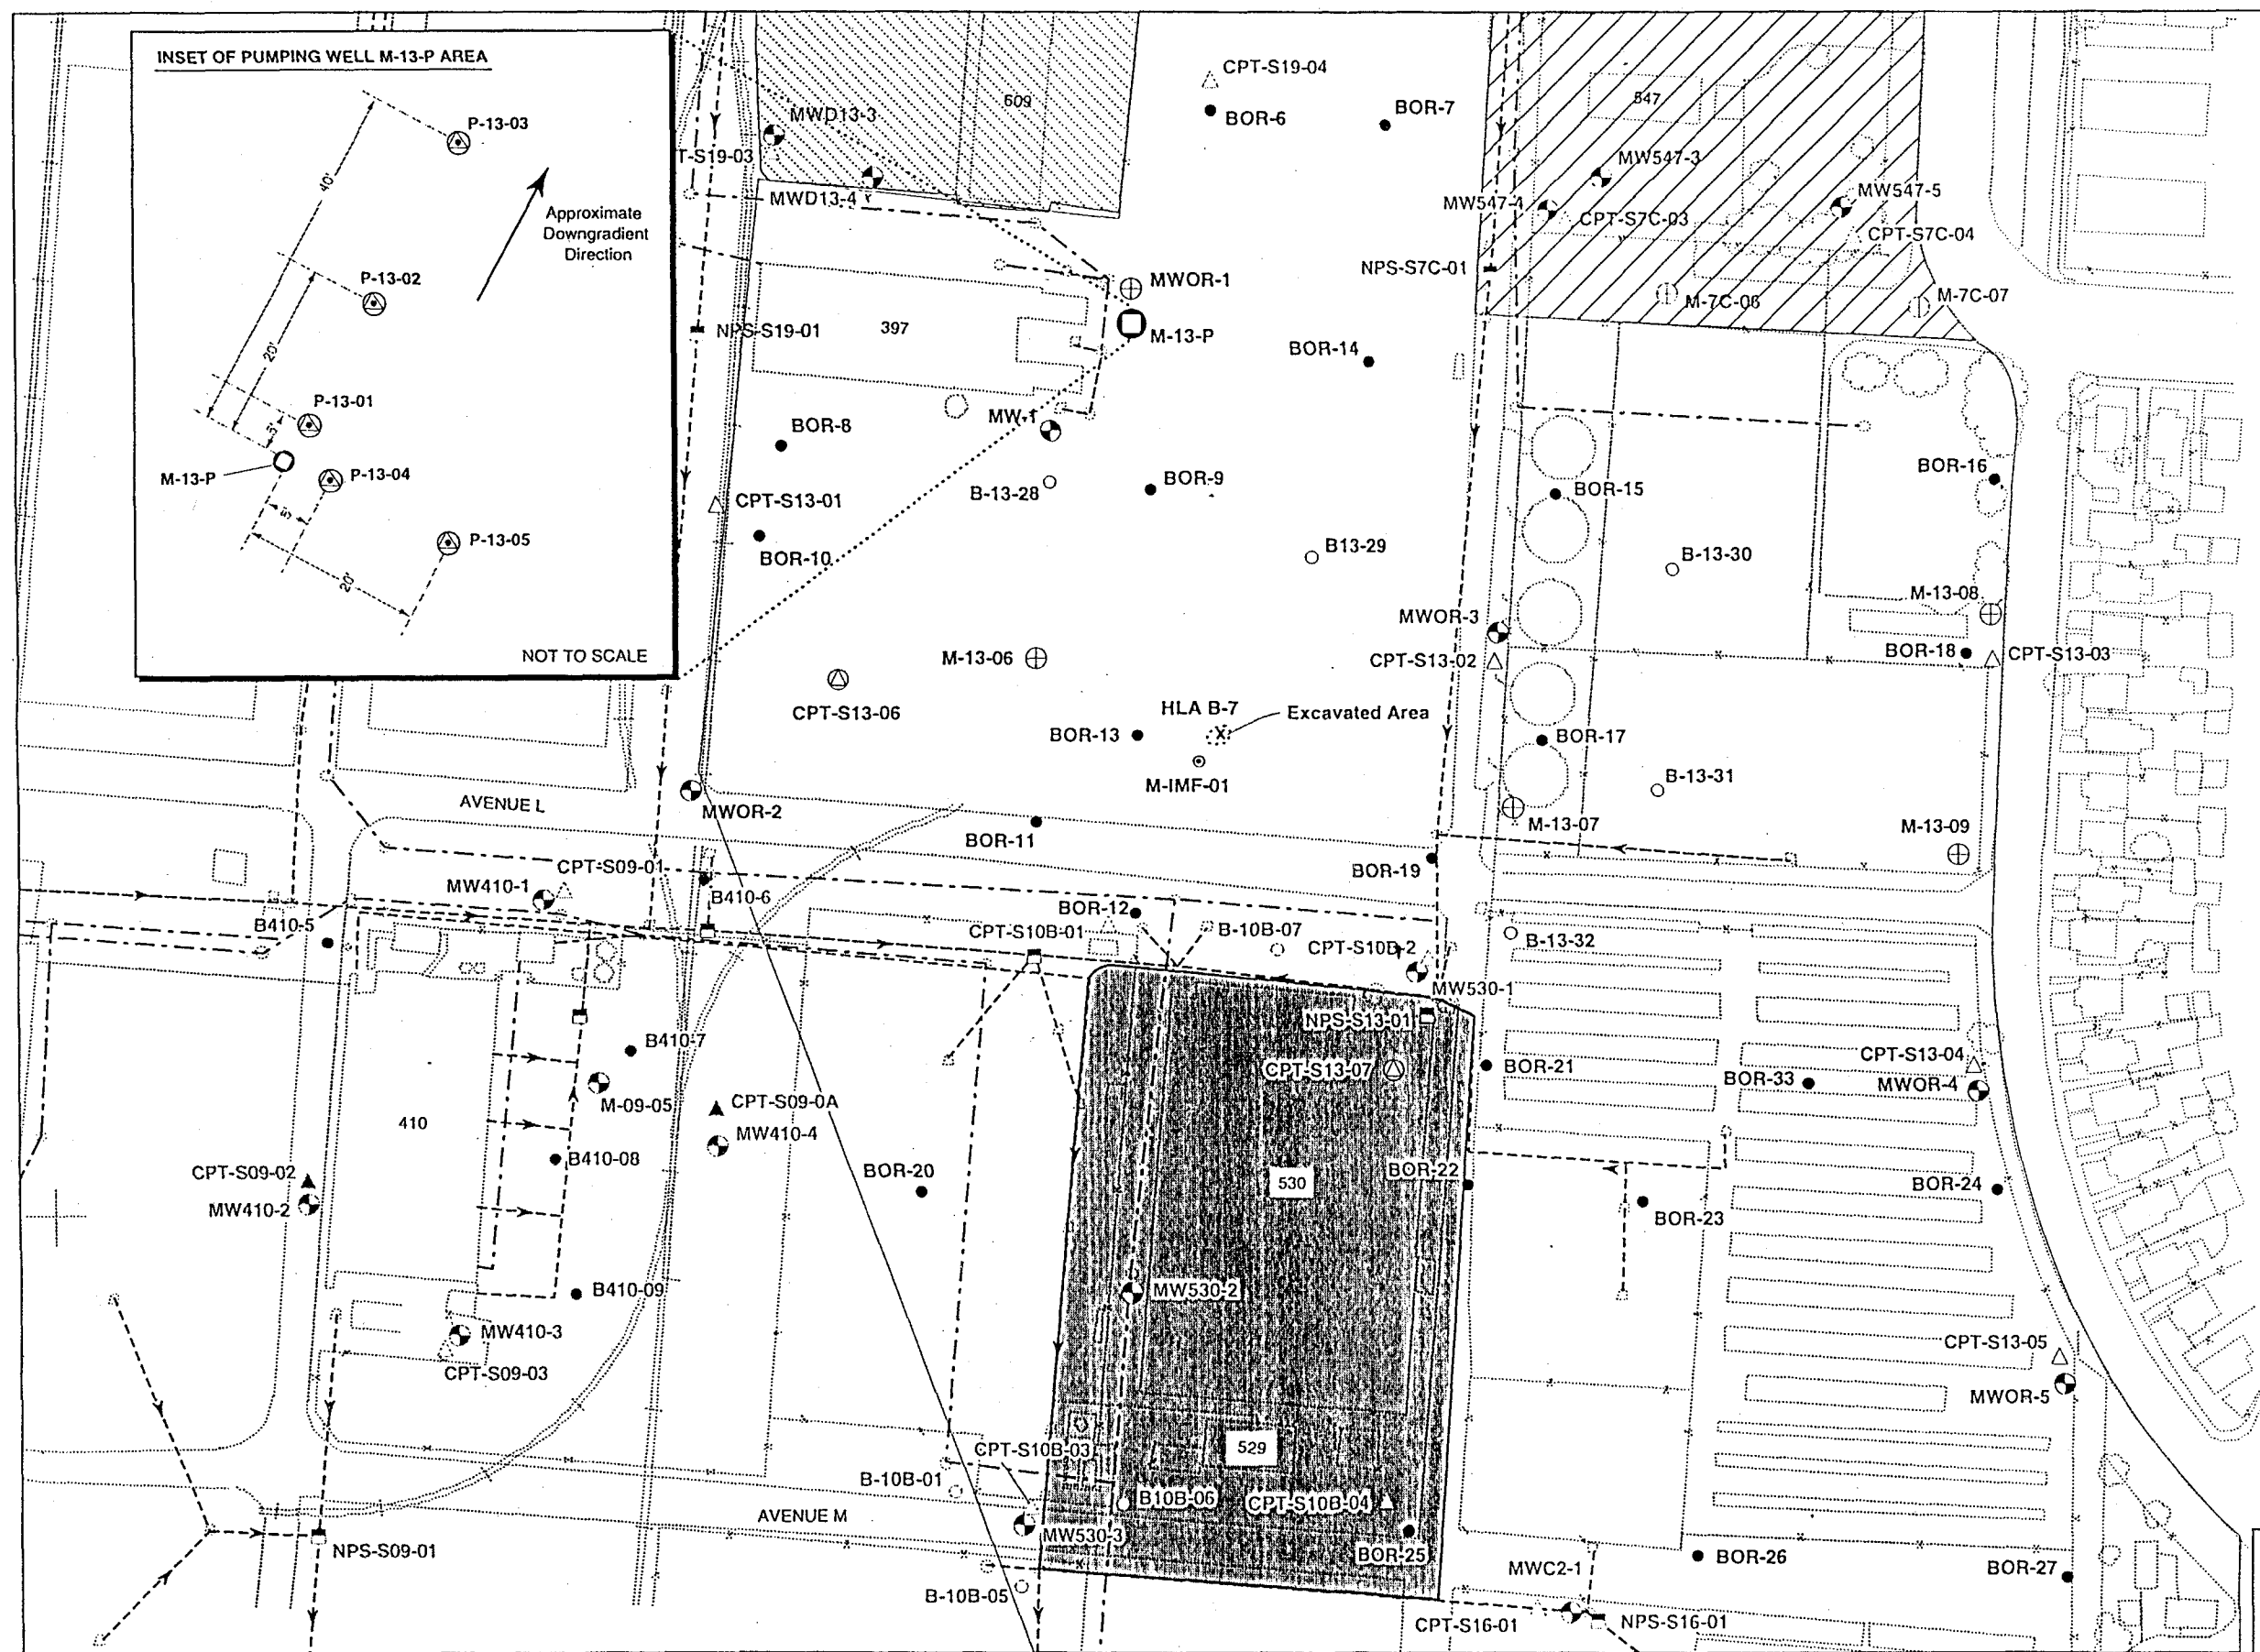 INSET OF PUMPING WELL M-13-P AREA
P-13-03
40'
Approximate
Downgradient
Direction
P-13-02
20'
P-13-01
5'
M-13-P
P-13-04
5'
P-13-05
20'
NOT TO SCALE
CPT-S19-04
609
BOR-6
BOR-7
547
MWD13-3
T-S19-03
MWD13-4
MW547-3
MW547-4
CPT-S7C-03
MW547-5
CPT-S7C-04
NPS-S7C-01
MWOR-1
M-7C-06
M-7C-07
NPS-S19-01
397
M-13-P
BOR-14
MW-1
BOR-8
BOR-16
B-13-28
BOR-9
BOR-15
CPT-S13-01
BOR-10
B13-29
B-13-30
M-13-08
MWOR-3
M-13-06
CPT-S13-02
BOR-18
CPT-S13-03
CPT-S13-06
HLA B-7
Excavated Area
X
BOR-13
BOR-17
M-IMF-01
B-13-31
AVENUE L
MWOR-2
BOR-11
M-13-07
M-13-09
CPT-S09-01
BOR-19
MW410-1
B410-6
BOR-12
B410-5
CPT-S10B-01
B-10B-07
CPT-S10B-2
B-13-32
MW530-1
NPS-S13-01
B410-7
CPT-S13-07
BOR-21
CPT-S13-04
BOR-33
MWOR-4
M-09-05
CPT-S09-0A
410
MW410-4
B410-08
CPT-S09-02
BOR-20
530
BOR-22
BOR-24
MW410-2
BOR-23
B410-09
MW530-2
MW410-3
CPT-S09-03
CPT-S13-05
MWOR-5
CPT-S10B-03
529
B-10B-01
B10B-06
CPT-S10B-04
AVENUE M
MW530-3
NPS-S09-01
BOR-25
BOR-26
MWC2-1
BOR-27
B-10B-05
CPT-S16-01
NPS-S16-01